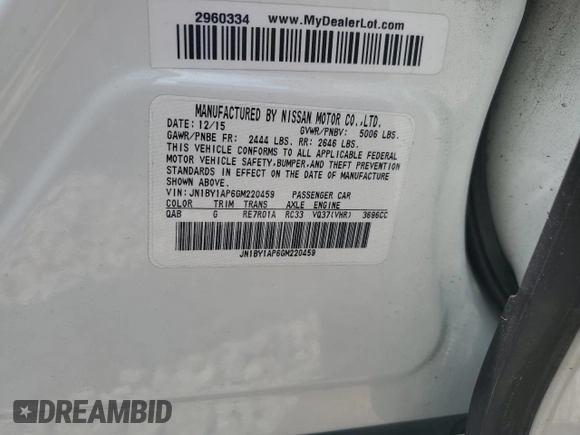 2960334 www.MyDealerLot.com
MANUFACTURED BY NISSAN MOTOR CO.,LTD.
DATE: 12/15 GVWR/PNBV: 5006 LBS.
GAWR/PNBE FR: 2444 LBS. RR: 2646 LBS.
THIS VEHICLE CONFORMS TO ALL APPLICABLE FEDERAL
MOTOR VEHICLE SAFETY,BUMPER,AND THEFT PREVENTION
STANDARDS IN EFFECT ON THE DATE OF MANUFACTURE
SHOWN ABOVE.
VIN: JN1BY1AP6GM220459 PASSENGER CAR
COLOR TRIM TRANS AXLE ENGINE
QAB G RE7R01A RC33 VQ37(VHR) 3696CC
JN1BY1AP6GM220459
DREAMBID